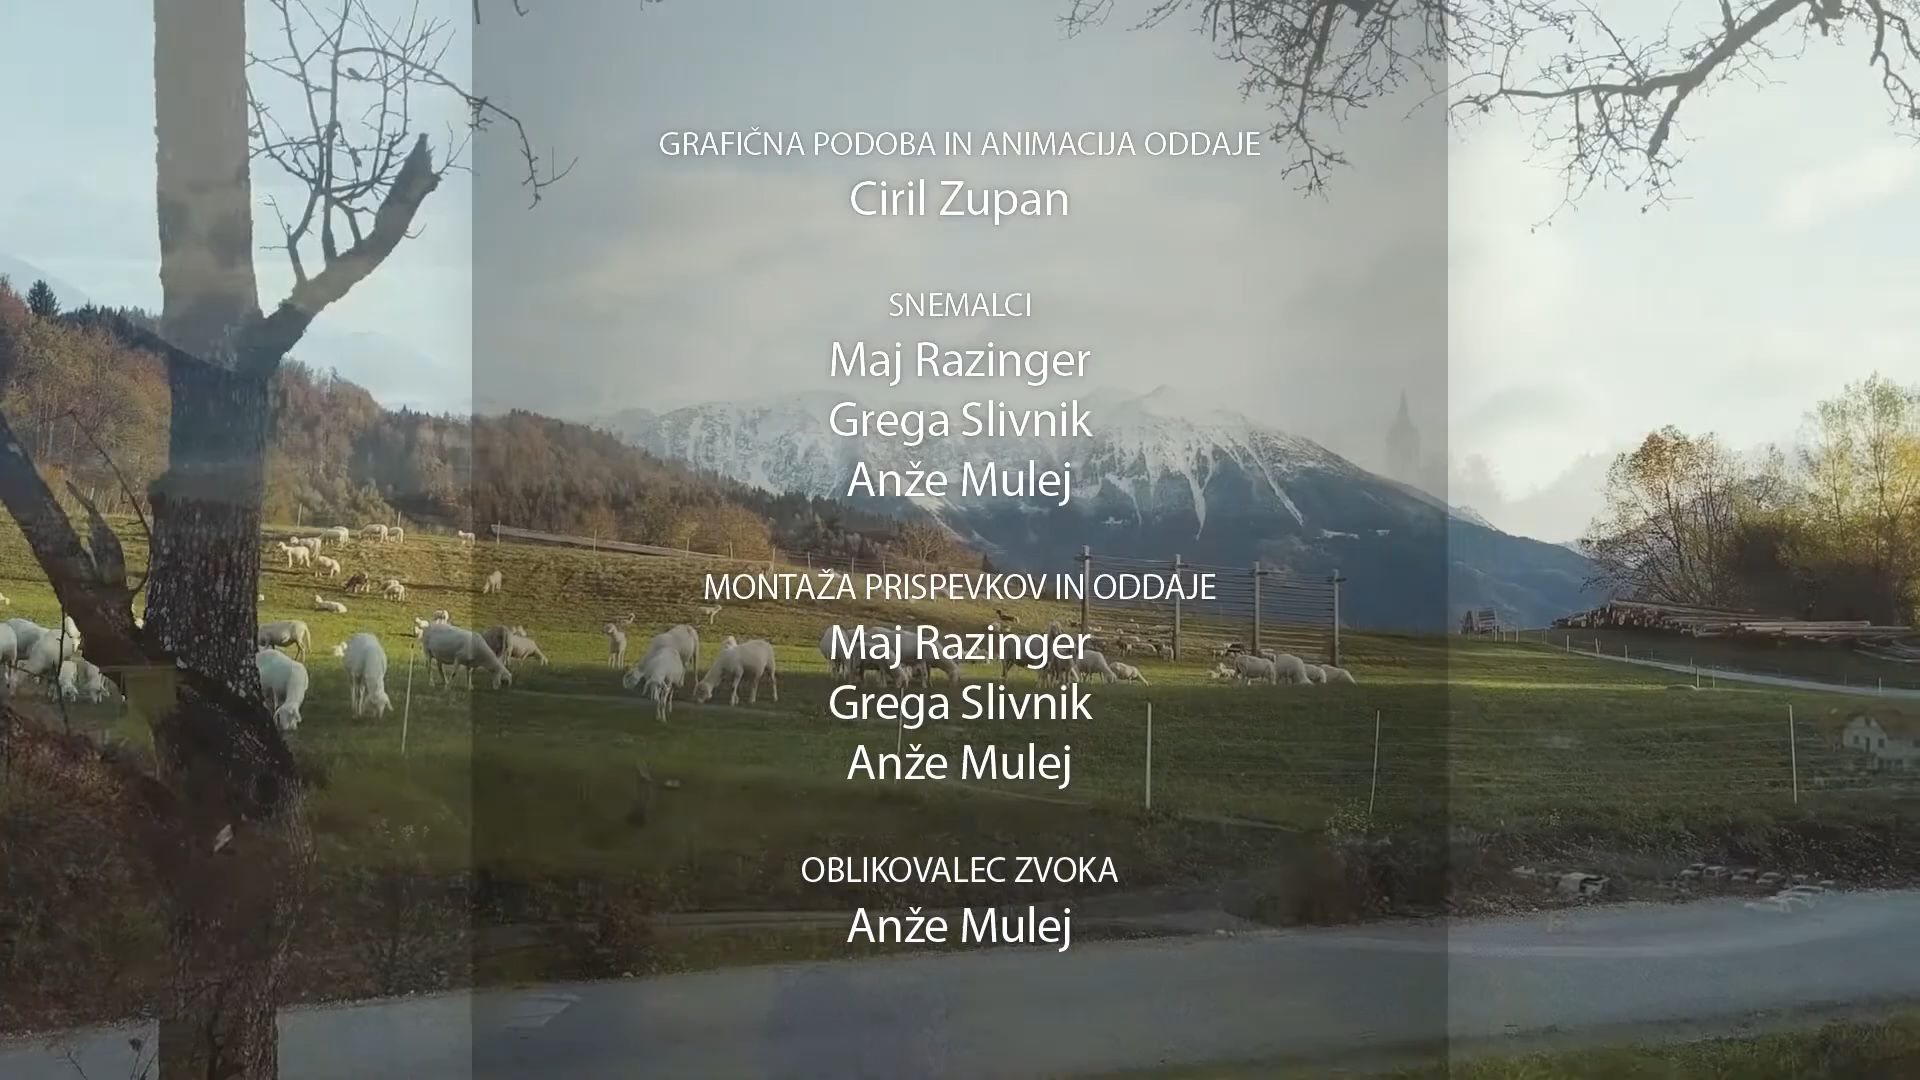 GRAFIČNA PODOBA IN ANIMACIJA ODDAJE
Ciril Zupan
SNEMALCI
Maj Razinger
Grega Slivnik
Anže Mulej
MONTAŽA PRISPEVKOV IN ODDAJE
Maj Razinger
Grega Slivnik
Anže Mulej
OBLIKOVALEC ZVOKA
Anže Mulej